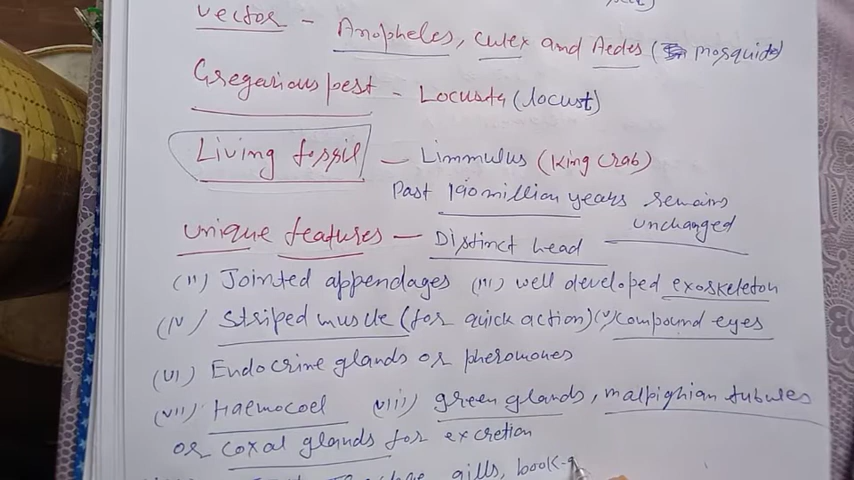 vector - Anopheles, culex and Aedes ( mosquito)
Gregarious pest - Locusta (locust)
Living fossil - Limmulus (king crab)
Past 190 million years remains
unchanged
unique features - Distinct head
(ii) Jointed appendages (iii) well developed exoskeleton
(iv) striped muscle (for quick action) (v) compound eyes
(vi) Endocrine glands or pheromones
(vii) Haemocoel (viii) green glands, malpighian tubules
or coxal glands for excretion
gills, book-